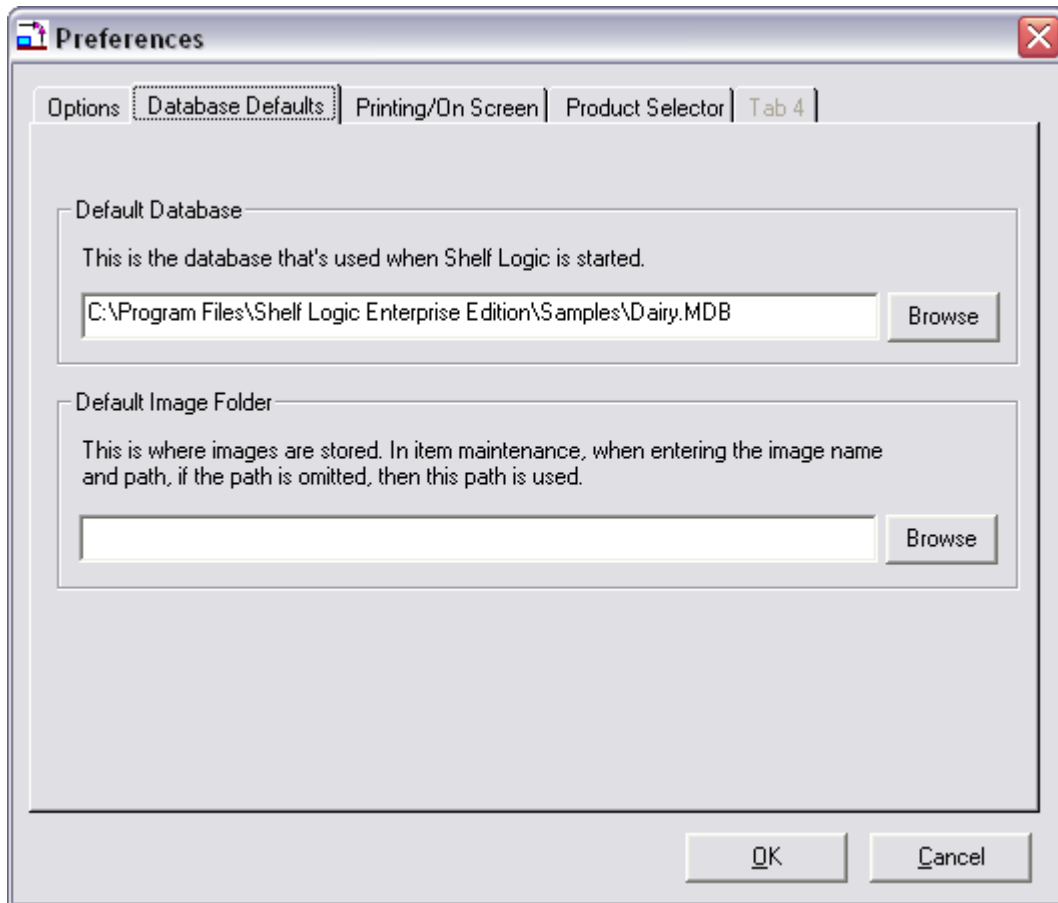 Preferences
Options Database Defaults Printing/On Screen Product Selector Tab 4
Default Database
This is the database that's used when Shelf Logic is started.
C:\Program Files\Shelf Logic Enterprise Edition\Samples\Dairy.MDB Browse
Default Image Folder
This is where images are stored. In item maintenance, when entering the image name
and path, if the path is omitted, then this path is used.
Browse
OK Cancel